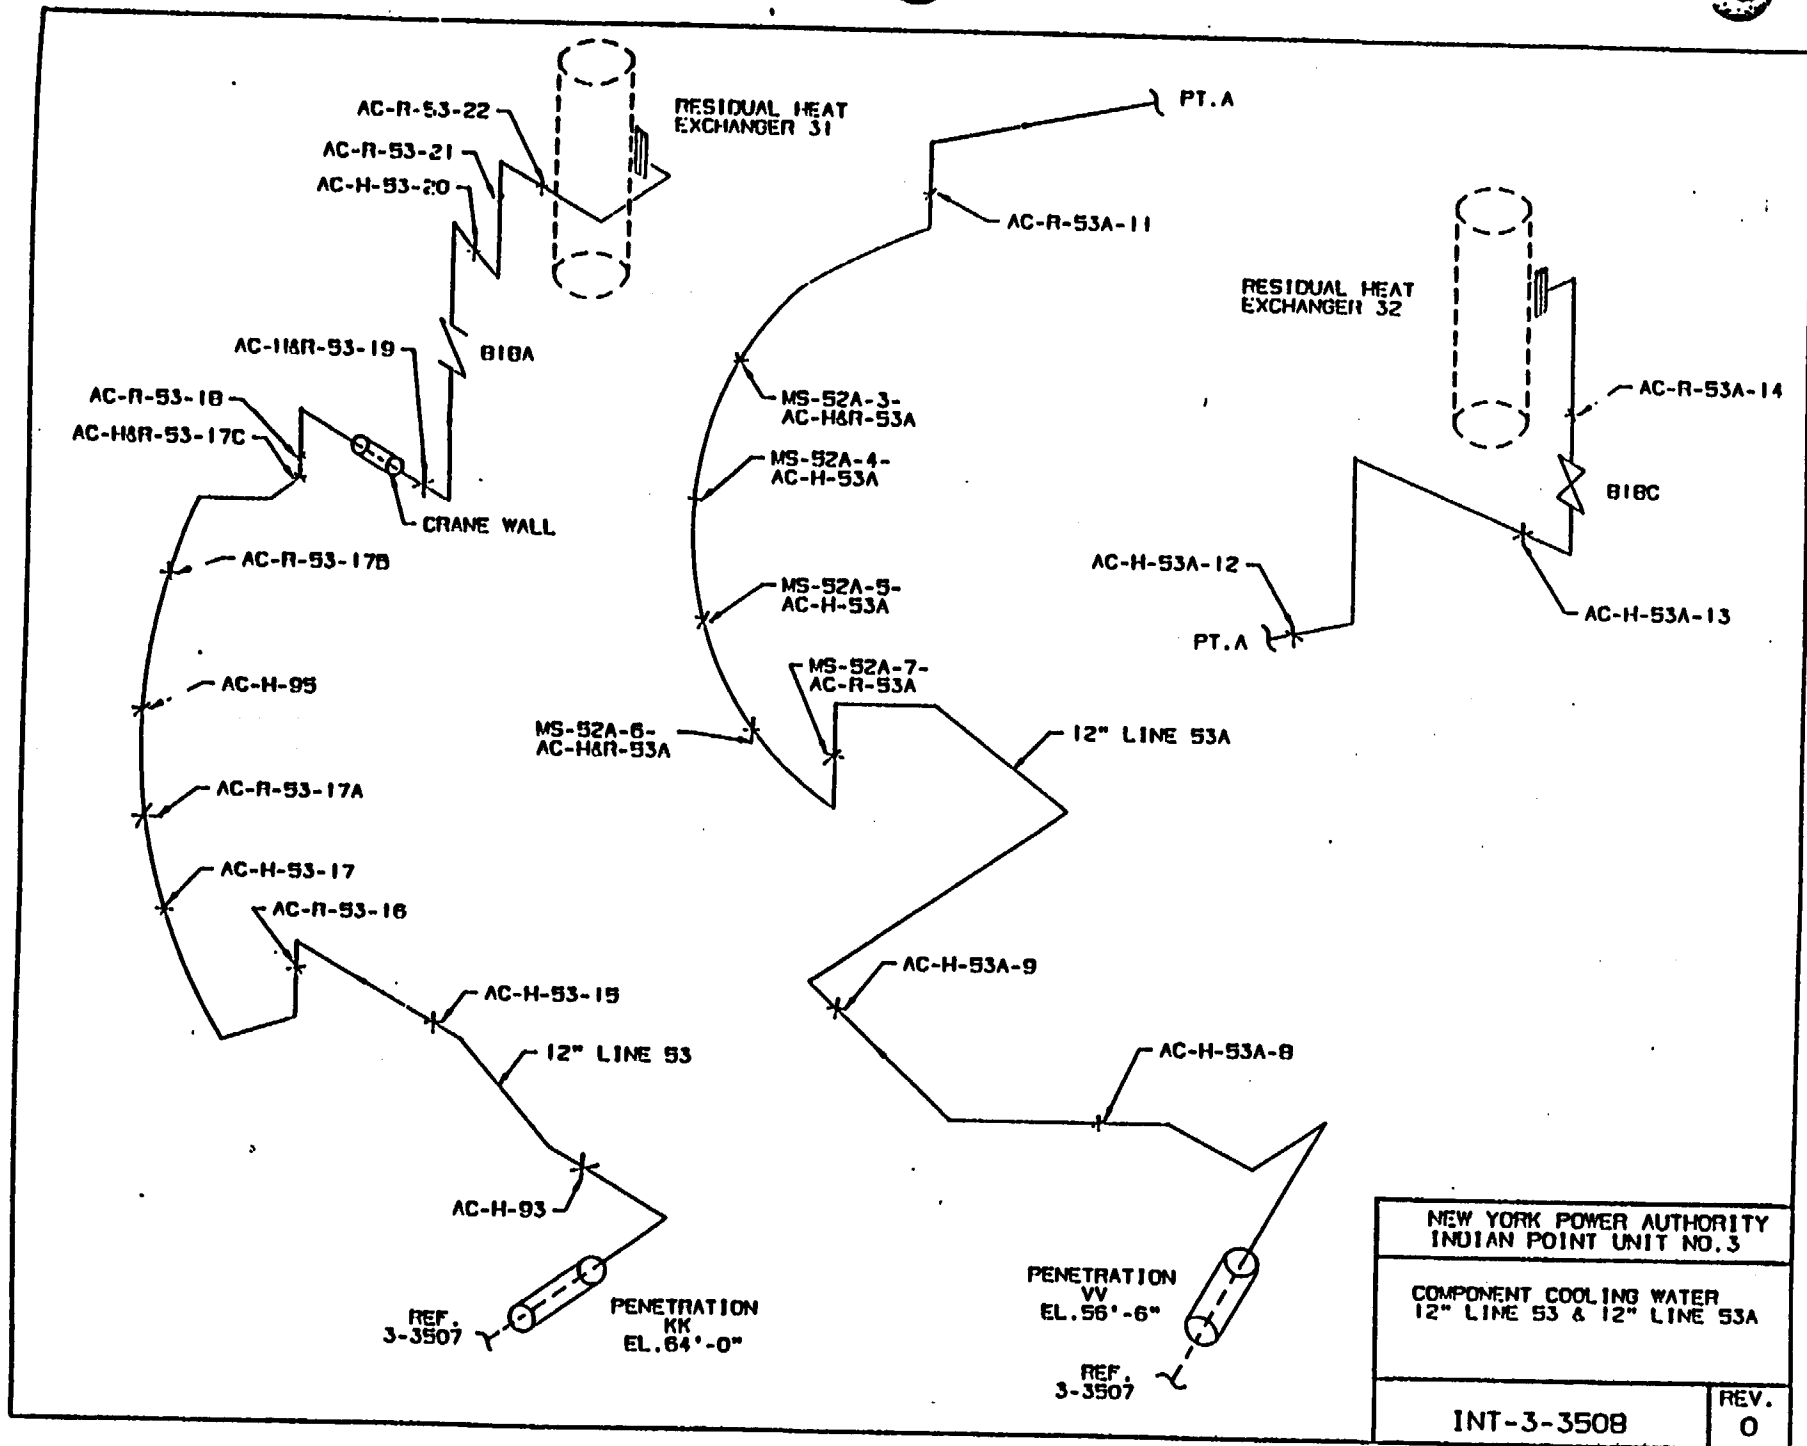 AC-R-53-22
RESIDUAL HEAT
EXCHANGER 31
PT.A
AC-R-53-21
AC-H-53-20
AC-R-53A-11
RESIDUAL HEAT
EXCHANGER 32
AC-H&R-53-19
818A
AC-R-53-18
AC-H&R-53-17C
MS-52A-3-
AC-H&R-53A
AC-R-53A-14
MS-52A-4-
AC-H-53A
818C
CRANE WALL
AC-R-53-17B
AC-H-53A-12
MS-52A-5-
AC-H-53A
AC-H-53A-13
PT.A
AC-H-95
MS-52A-7-
AC-R-53A
MS-52A-6-
AC-H&R-53A
12" LINE 53A
AC-R-53-17A
AC-H-53-17
AC-R-53-16
AC-H-53A-9
AC-H-53-15
12" LINE 53
AC-H-53A-8
AC-H-93
PENETRATION
KK
EL.64'-0"
REF.
3-3507
PENETRATION
VV
EL.56'-6"
REF.
3-3507
NEW YORK POWER AUTHORITY
INDIAN POINT UNIT NO.3
COMPONENT COOLING WATER
12" LINE 53 & 12" LINE 53A
INT-3-3508
REV.
0